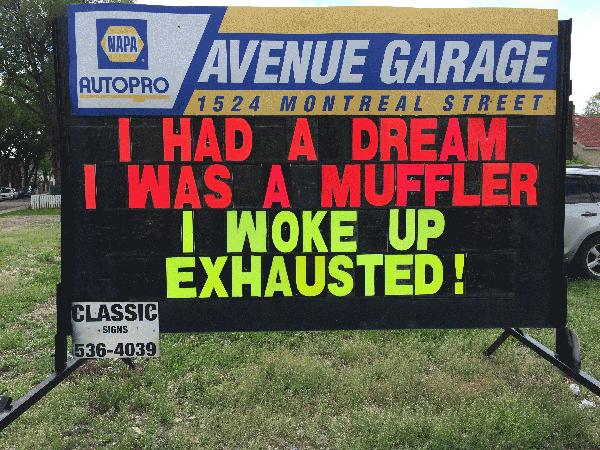 NAPA
AUTOPRO
AVENUE GARAGE
1524 MONTREAL STREET
I HAD A DREAM
I WAS A MUFFLER
I WOKE UP
EXHAUSTED!
CLASSIC
- SIGNS
536-4039